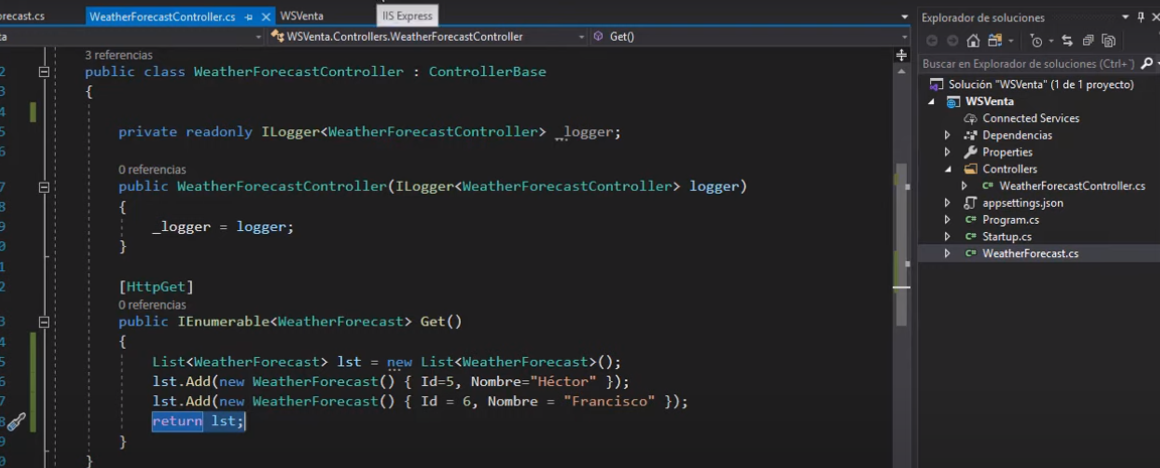 recast.cs
WeatherForecastController.cs
WSVenta
IIS Express
ta
WSVenta.Controllers.WeatherForecastController
Get()
3 referencias
public class WeatherForecastController : ControllerBase
{
private readonly ILogger<WeatherForecastController> _logger;
0 referencias
public WeatherForecastController(ILogger<WeatherForecastController> logger)
{
_logger = logger;
}
[HttpGet]
0 referencias
public IEnumerable<WeatherForecast> Get()
{
List<WeatherForecast> lst = new List<WeatherForecast>();
lst.Add(new WeatherForecast() { Id=5, Nombre="Héctor" });
lst.Add(new WeatherForecast() { Id = 6, Nombre = "Francisco" });
return lst;
}
}
Explorador de soluciones
Buscar en Explorador de soluciones (Ctrl+´)
Solución "WSVenta" (1 de 1 proyecto)
WSVenta
Connected Services
Dependencias
Properties
Controllers
C# WeatherForecastController.cs
appsettings.json
C# Program.cs
C# Startup.cs
C# WeatherForecast.cs